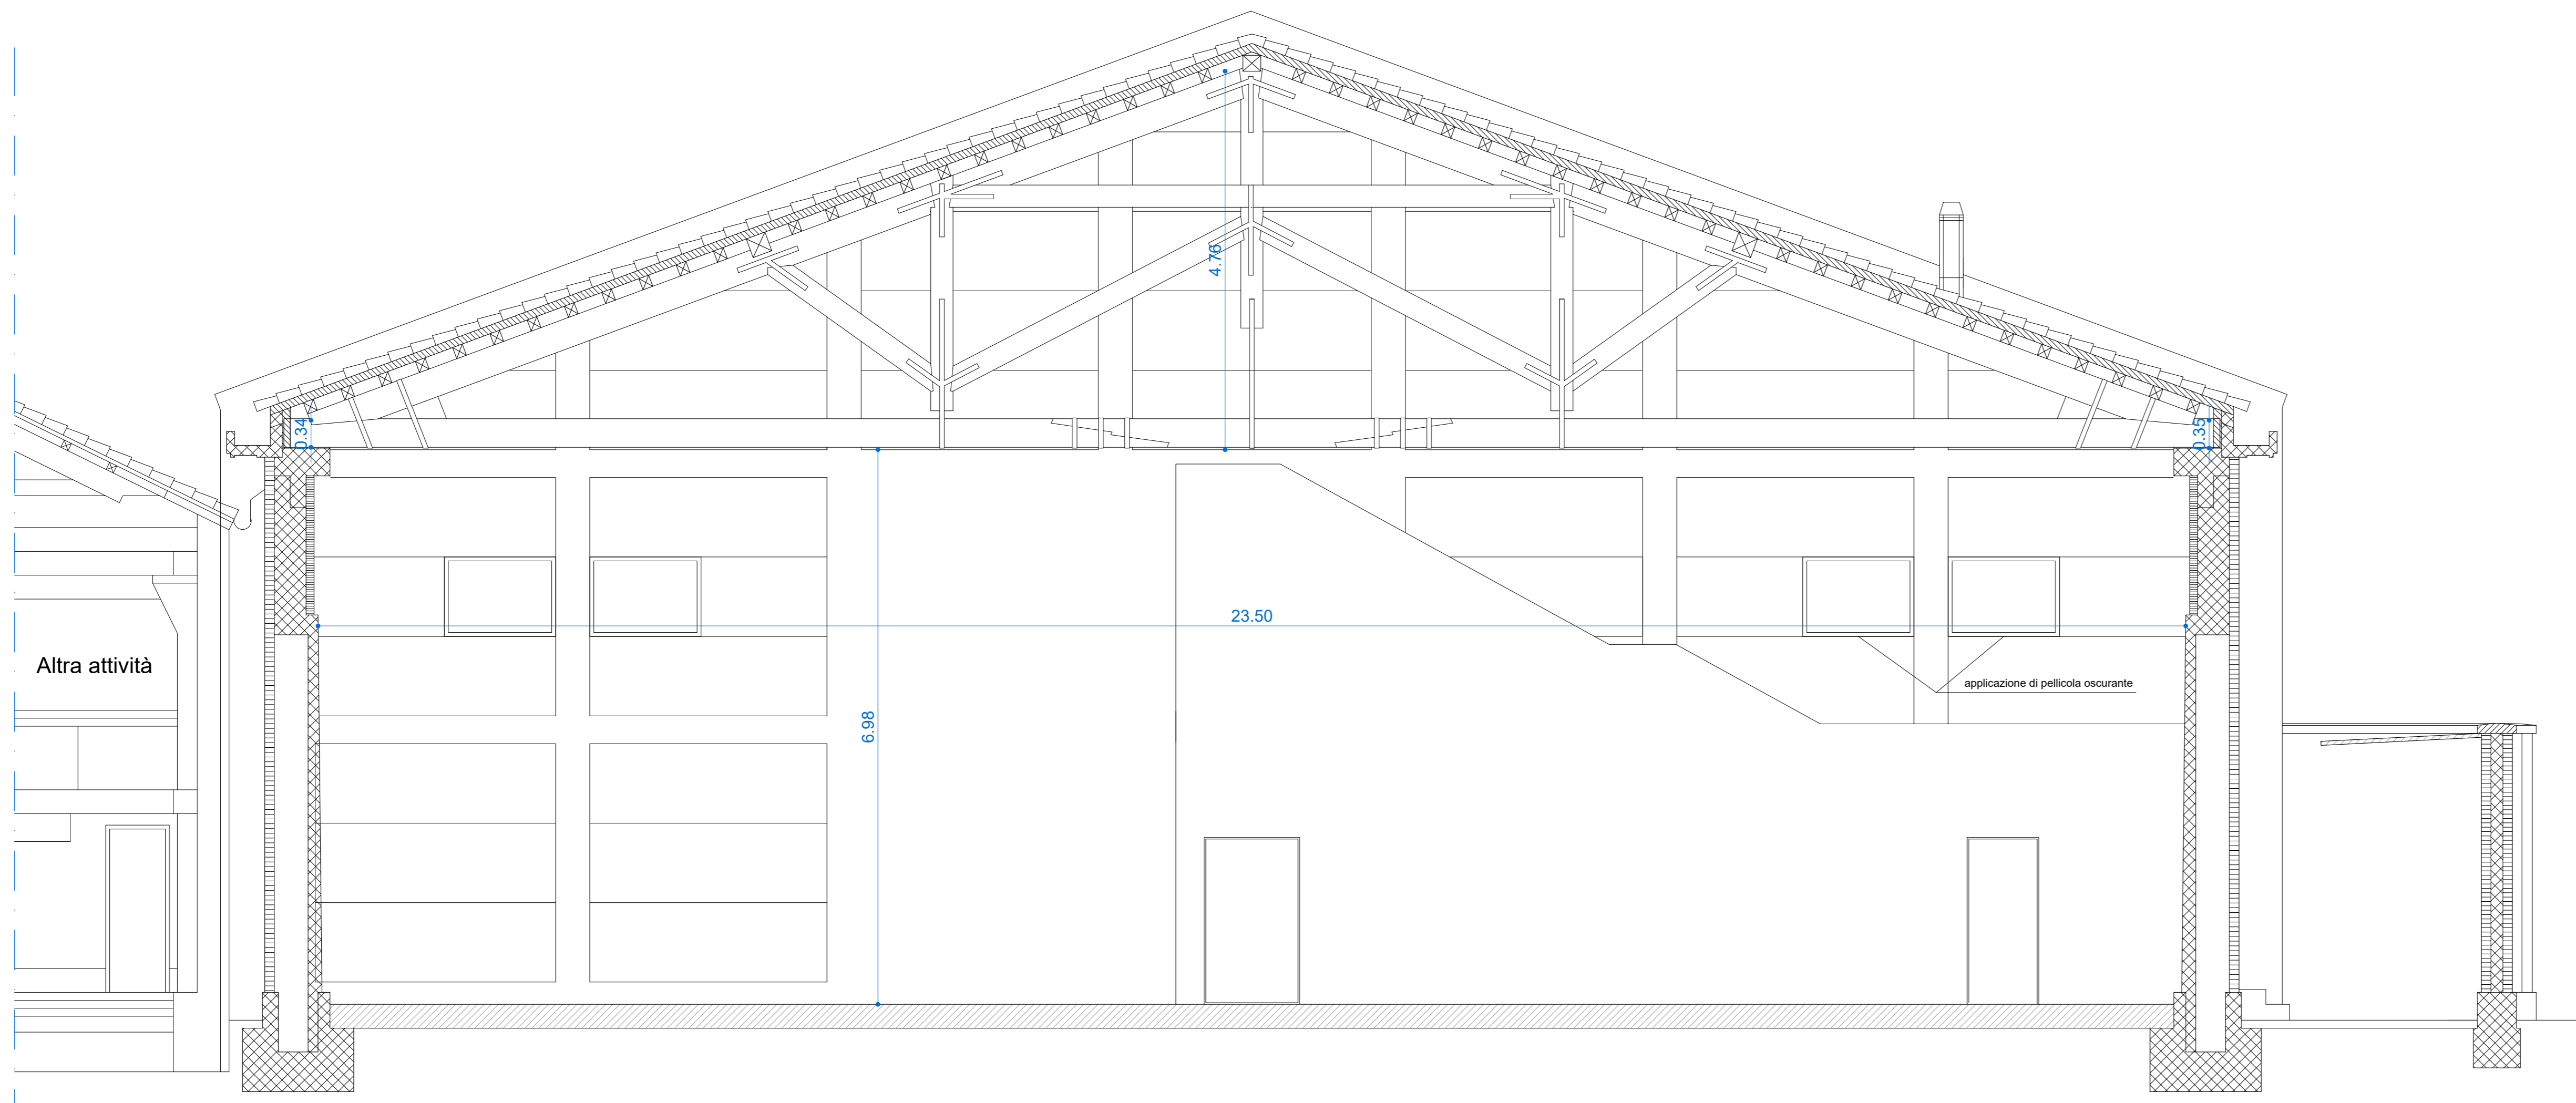 4.76
0.34
0.35
23.50
Altra attività
applicazione di pellicola oscurante
6.98